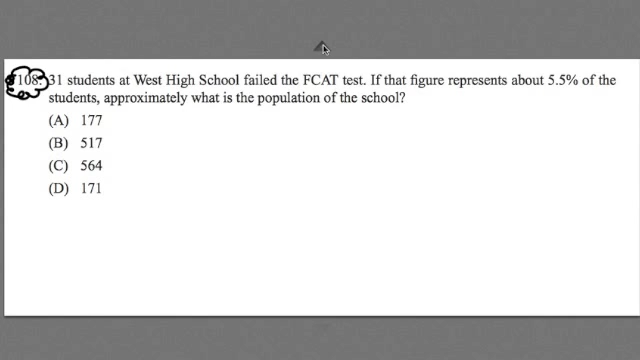 108. 31 students at West High School failed the FCAT test. If that figure represents about 5.5% of the
students, approximately what is the population of the school?
(A) 177
(B) 517
(C) 564
(D) 171